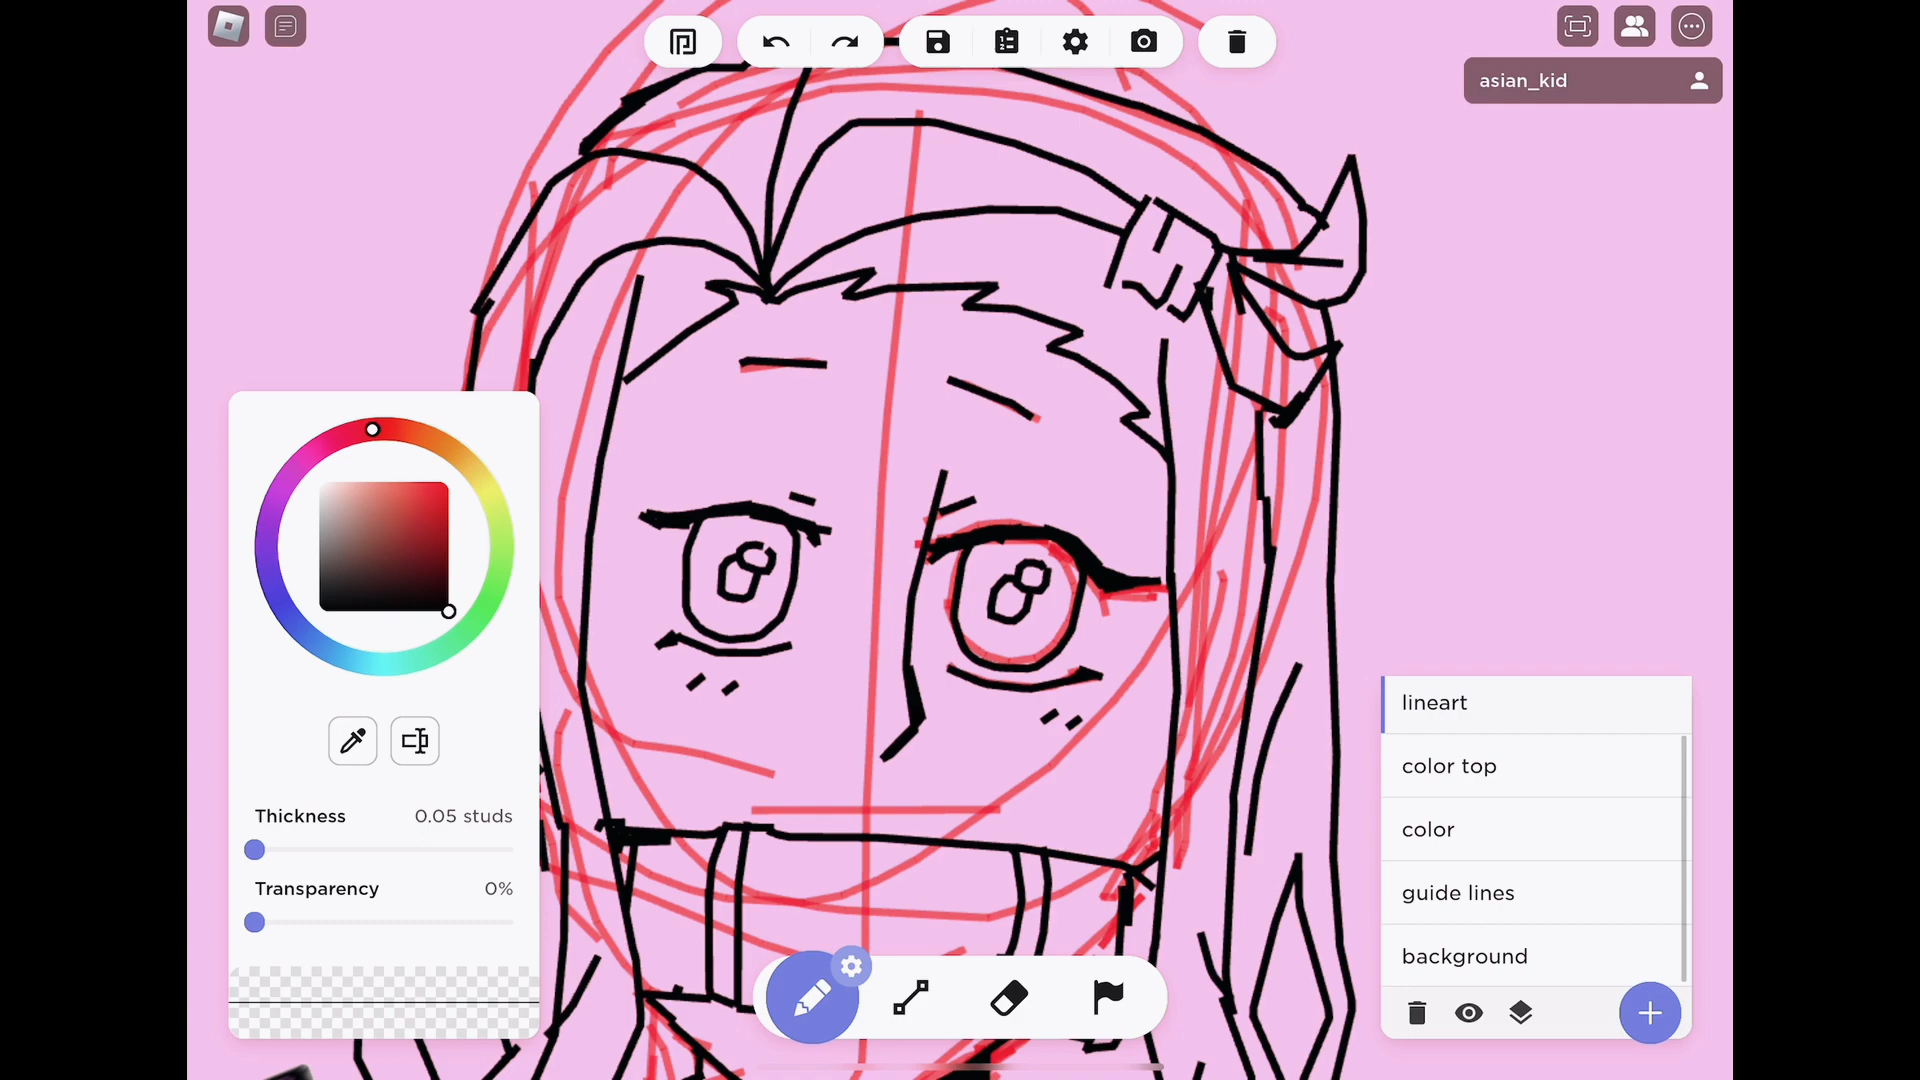 asian_kid
Thickness 0.05 studs
Transparency 0%
lineart
color top
color
guide lines
background